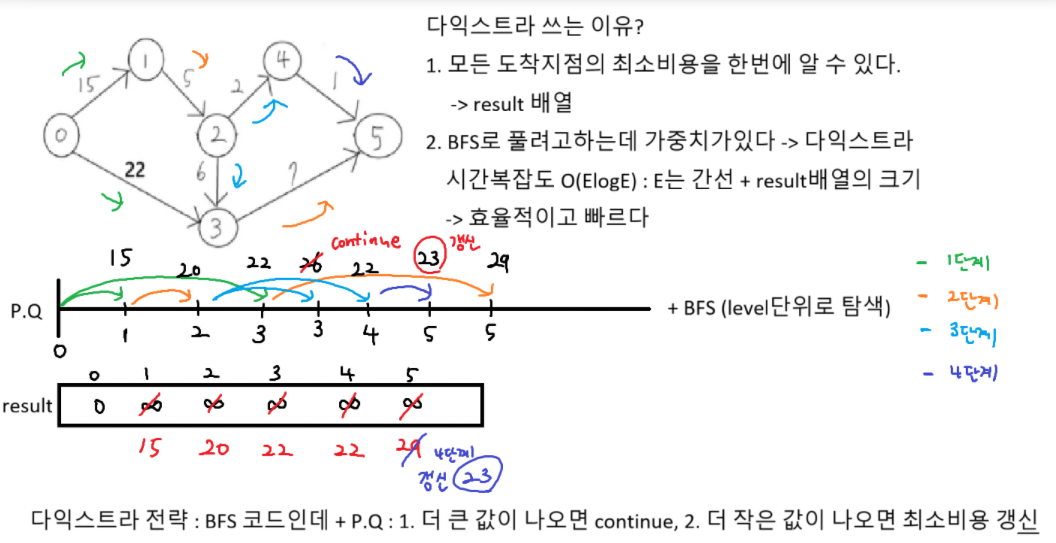 다익스트라 쓰는 이유?
1. 모든 도착지점의 최소비용을 한번에 알 수 있다.
-> result 배열
2. BFS로 풀려고하는데 가중치가있다 -> 다익스트라
시간복잡도 O(ElogE) : E는 간선 + result배열의 크기
-> 효율적이고 빠르다
1 4
15 5 2 1
0 2 5
22 6 7
3
continue 갱신
15 20 22 26 22 23 29
P.Q
0 1 2 3 3 4 5 5
+ BFS (level단위로 탐색)
- 1단계
- 2단계
- 3단계
- 4단계
0 1 2 3 4 5
result 0 ∞ ∞ ∞ ∞ ∞
15 20 22 22 29 4단계
갱신 23
다익스트라 전략 : BFS 코드인데 + P.Q : 1. 더 큰 값이 나오면 continue, 2. 더 작은 값이 나오면 최소비용 갱신